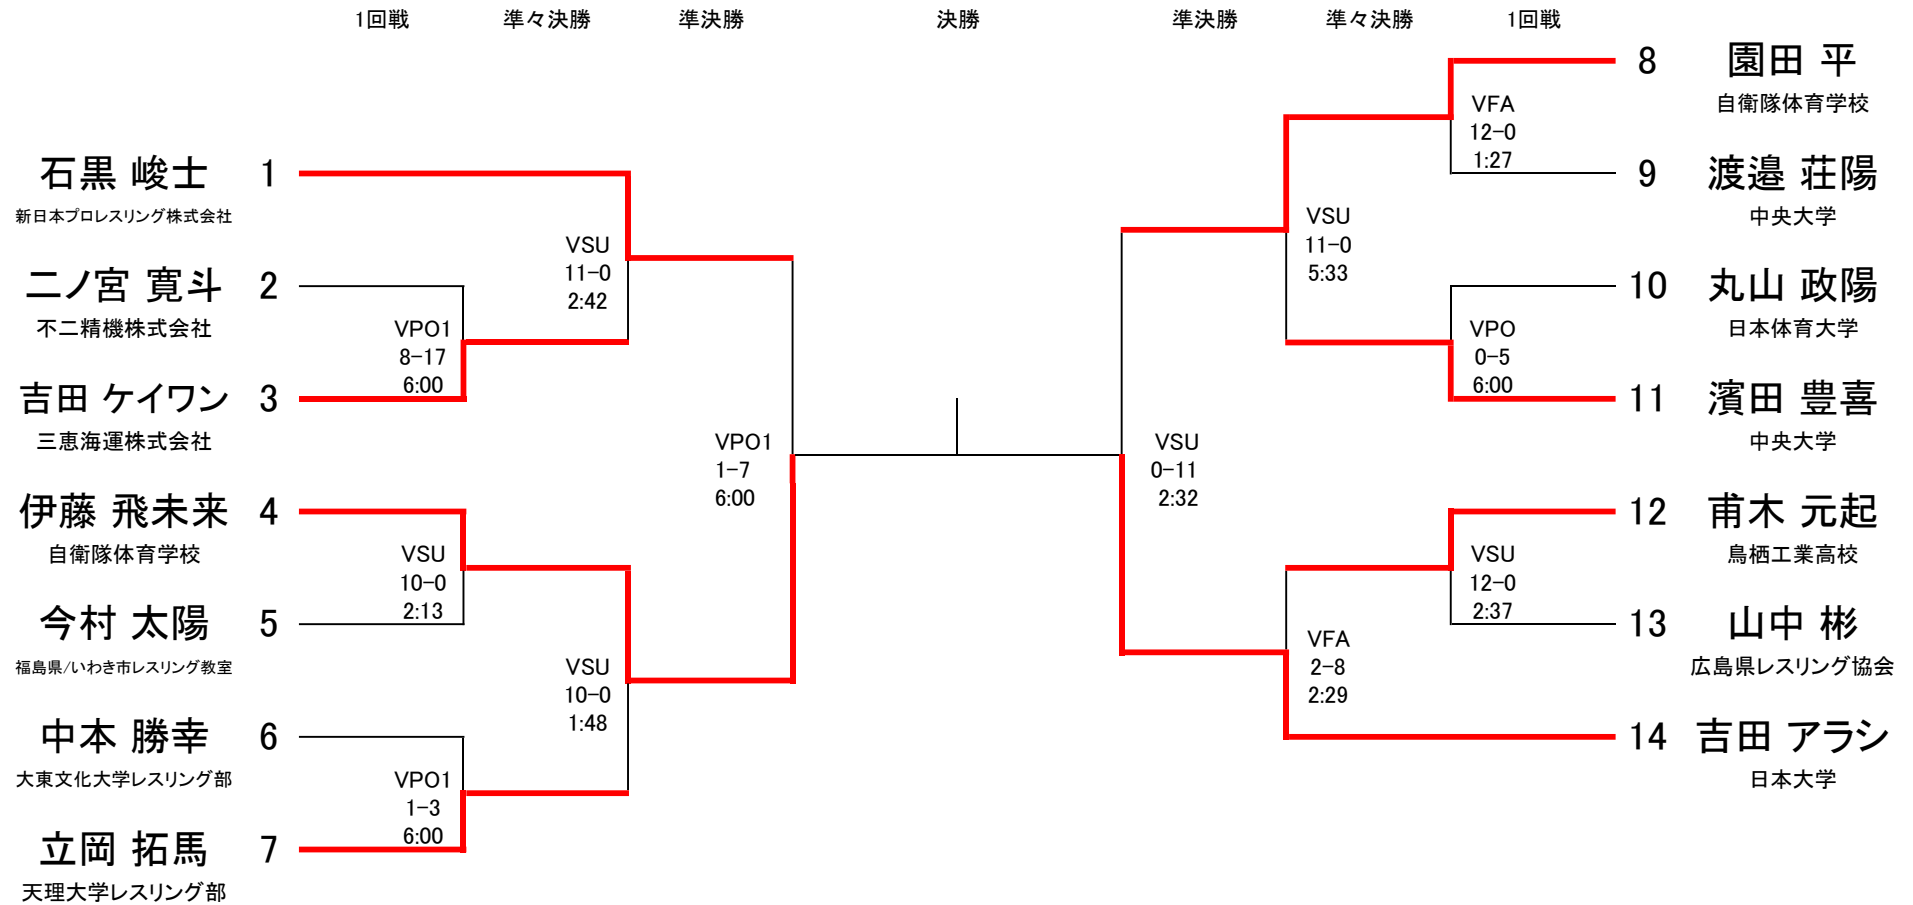 1回戦 準々決勝 準決勝 決勝 準決勝 準々決勝 1回戦
石黒 峻士 1
新日本プロレスリング株式会社
二ノ宮 寛斗 2
不二精機株式会社
VPO1
8-17
6:00
吉田 ケイワン 3
三恵海運株式会社
VSU
11-0
2:42
伊藤 飛未来 4
自衛隊体育学校
VSU
10-0
2:13
今村 太陽 5
福島県/いわき市レスリング教室
中本 勝幸 6
大東文化大学レスリング部
VPO1
1-3
6:00
立岡 拓馬 7
天理大学レスリング部
VSU
10-0
1:48
VPO1
1-7
6:00
VSU
0-11
2:32
8 園田 平
自衛隊体育学校
VFA
12-0
1:27
9 渡邉 荘陽
中央大学
VSU
11-0
5:33
10 丸山 政陽
日本体育大学
VPO
0-5
6:00
11 濱田 豊喜
中央大学
12 甫木 元起
鳥栖工業高校
VSU
12-0
2:37
13 山中 彬
広島県レスリング協会
VFA
2-8
2:29
14 吉田 アラシ
日本大学